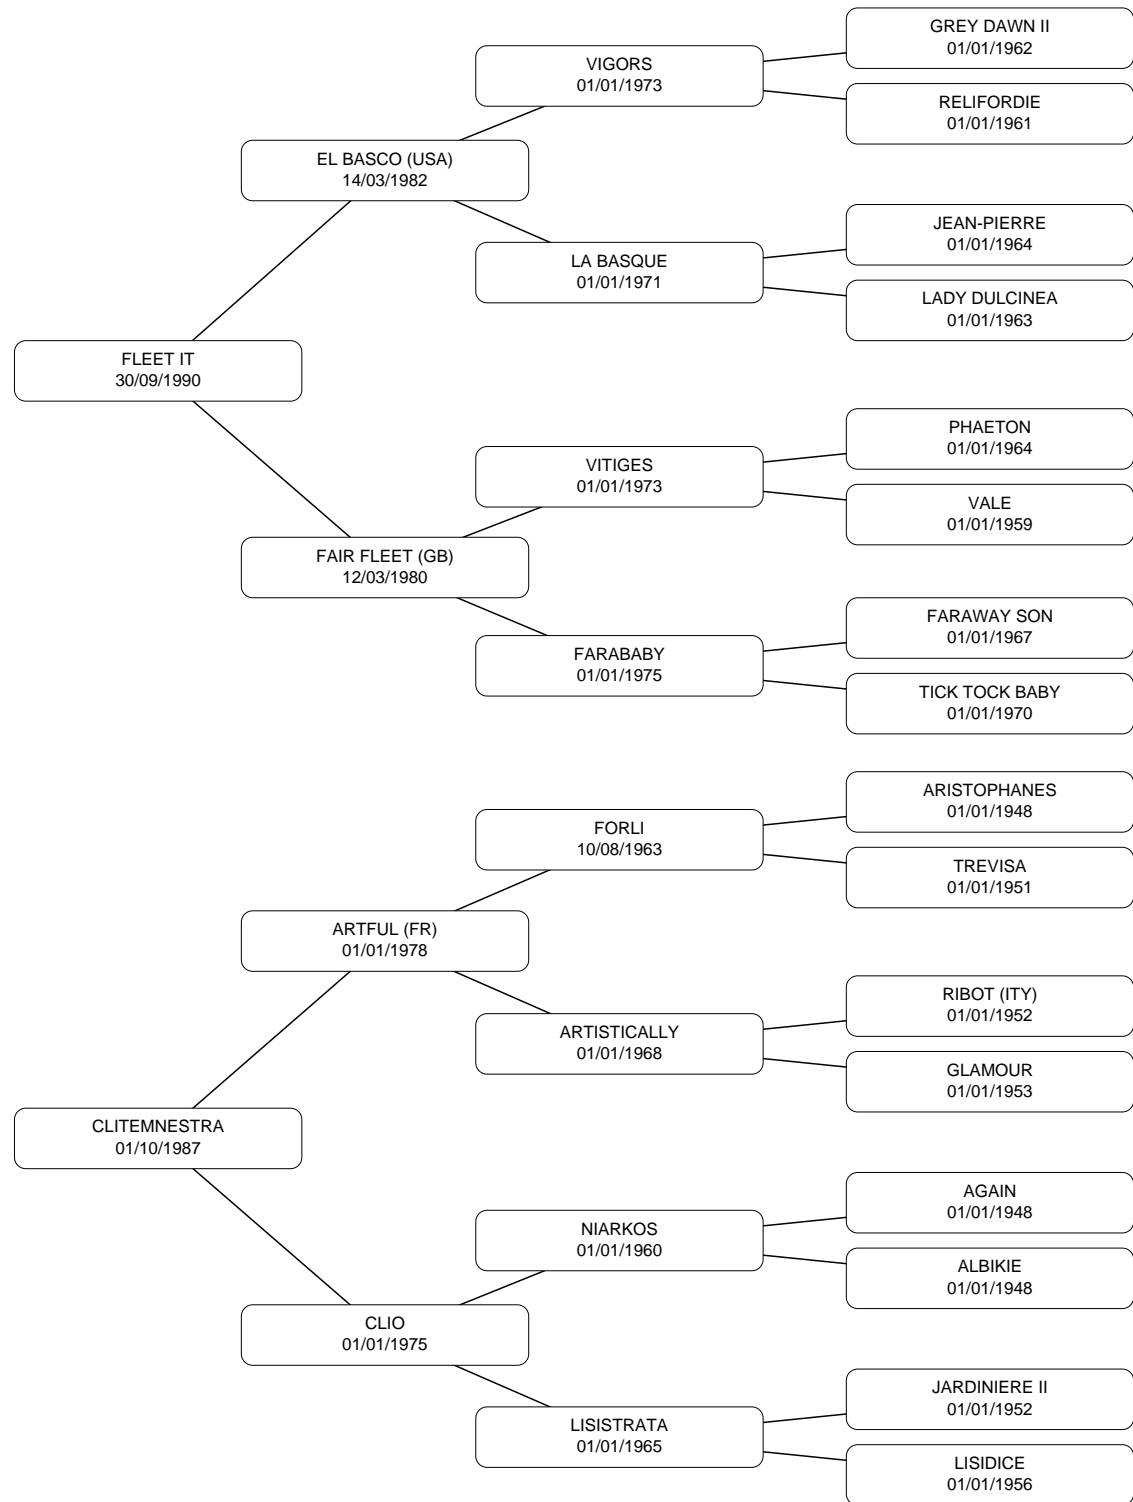 GREY DAWN II
01/01/1962
VIGORS
01/01/1973
RELIFORDIE
01/01/1961
EL BASCO (USA)
14/03/1982
JEAN-PIERRE
01/01/1964
LA BASQUE
01/01/1971
LADY DULCINEA
01/01/1963
FLEET IT
30/09/1990
PHAETON
01/01/1964
VITIGES
01/01/1973
VALE
01/01/1959
FAIR FLEET (GB)
12/03/1980
FARAWAY SON
01/01/1967
FARABABY
01/01/1975
TICK TOCK BABY
01/01/1970
ARISTOPHANES
01/01/1948
FORLI
10/08/1963
TREVISA
01/01/1951
ARTFUL (FR)
01/01/1978
RIBOT (ITY)
01/01/1952
ARTISTICALLY
01/01/1968
GLAMOUR
01/01/1953
CLITEMNESTRA
01/10/1987
AGAIN
01/01/1948
NIARKOS
01/01/1960
ALBIKIE
01/01/1948
CLIO
01/01/1975
JARDINIERE II
01/01/1952
LISISTRATA
01/01/1965
LISIDICE
01/01/1956